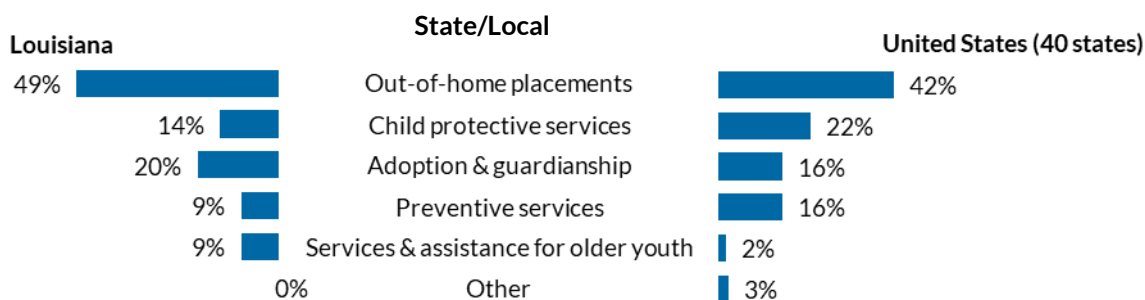 State/Local
Louisiana United States (40 states)
49% Out-of-home placements 42%
14% Child protective services 22%
20% Adoption & guardianship 16%
9% Preventive services 16%
9% Services & assistance for older youth 2%
0% Other 3%